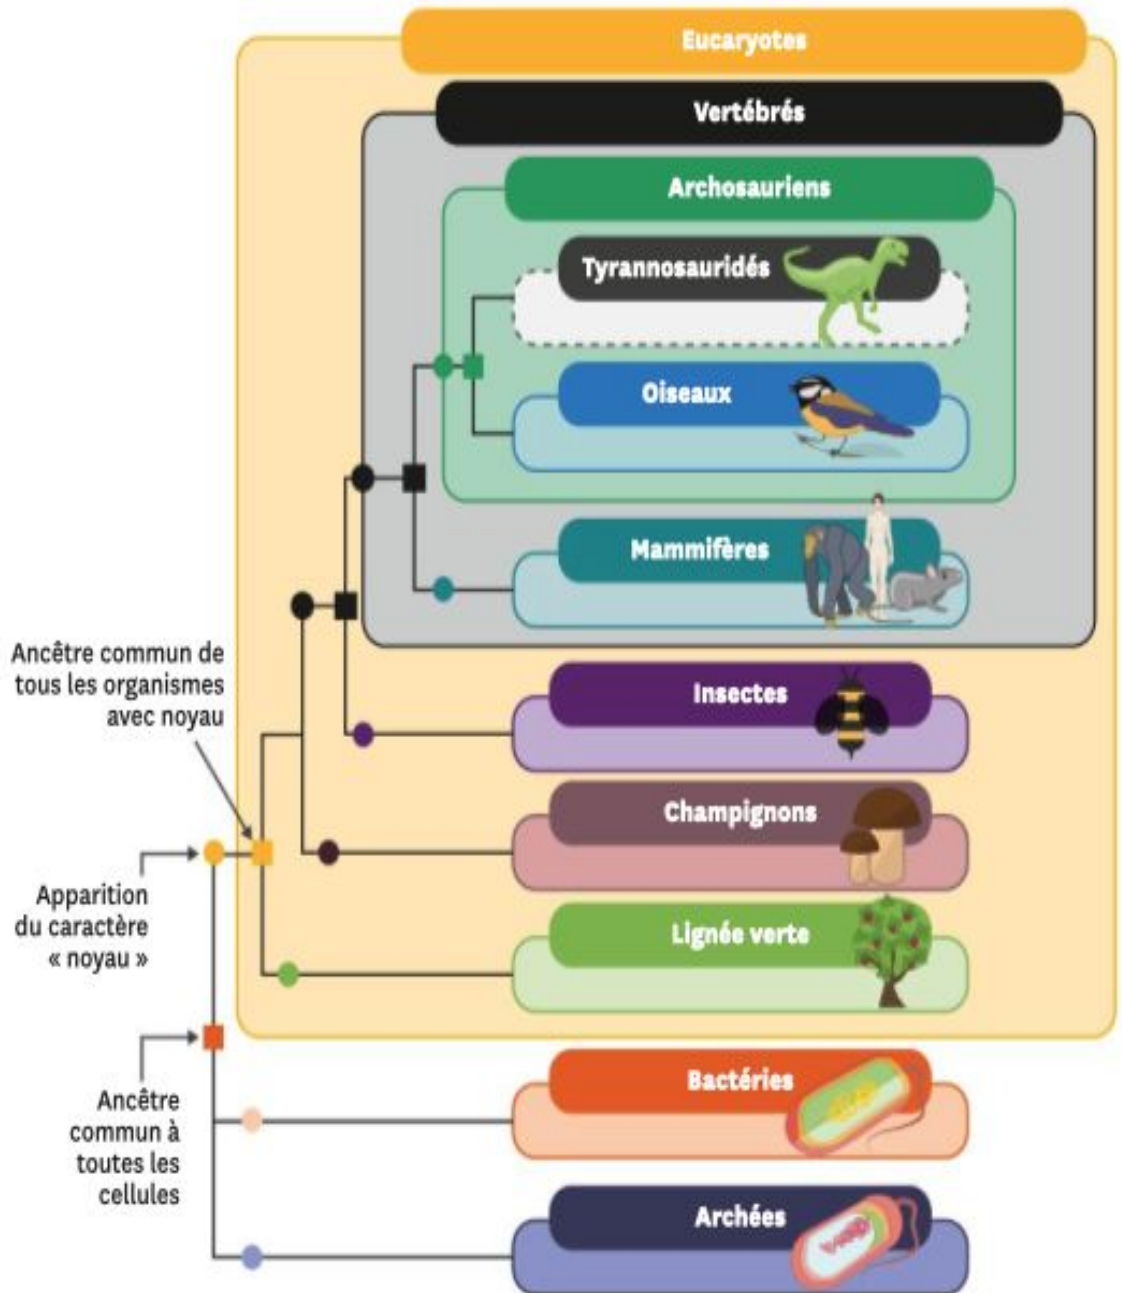 Eucaryotes
Vertébrés
Archosauriens
Tyrannosauridés
Oiseaux
Mammifères
Ancêtre commun de
tous les organismes
avec noyau
Insectes
Champignons
Apparition
du caractère
« noyau »
Lignée verte
Bactéries
Ancêtre
commun à
toutes les
cellules
Archées